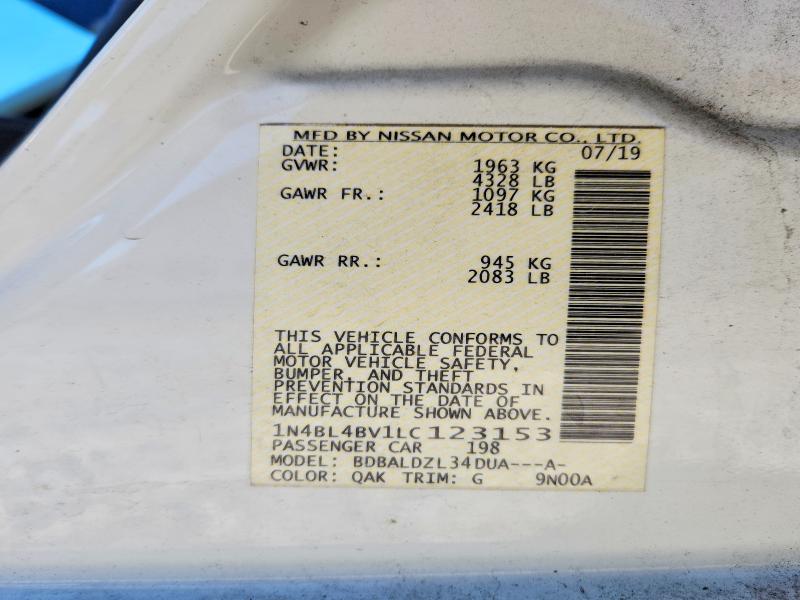 MFD BY NISSAN MOTOR CO., LTD.
DATE: 07/19
GVWR: 1963 KG
4328 LB
GAWR FR.: 1097 KG
2418 LB
GAWR RR.: 945 KG
2083 LB
THIS VEHICLE CONFORMS TO
ALL APPLICABLE FEDERAL
MOTOR VEHICLE SAFETY,
BUMPER, AND THEFT
PREVENTION STANDARDS IN
EFFECT ON THE DATE OF
MANUFACTURE SHOWN ABOVE.
1N4BL4BV1LC123153
PASSENGER CAR 198
MODEL: BDBALDZL34DUA---A-
COLOR: QAK TRIM: G 9N00A